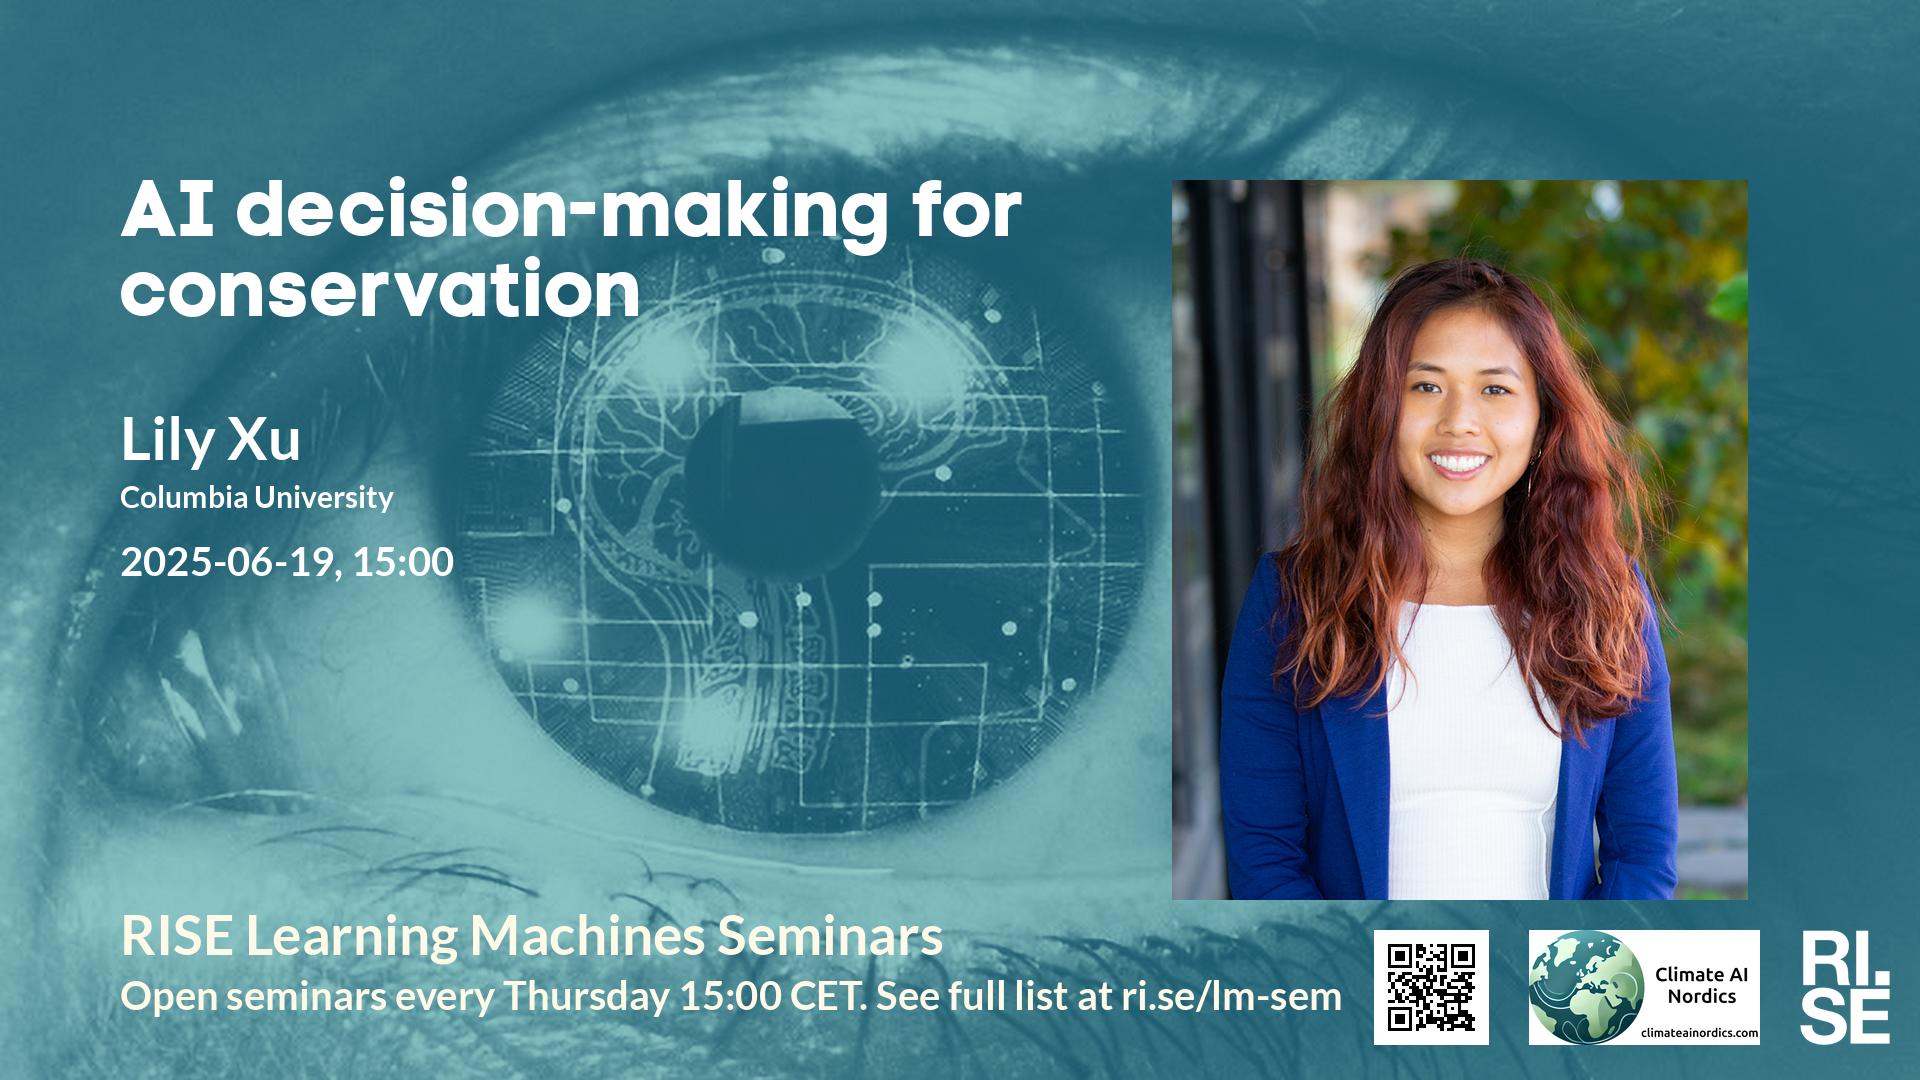 AI decision-making for
conservation
Lily Xu
Columbia University
2025-06-19, 15:00
RISE Learning Machines Seminars
Open seminars every Thursday 15:00 CET. See full list at ri.se/lm-sem
Climate AI
Nordics
climateainordics.com
RI.
SE